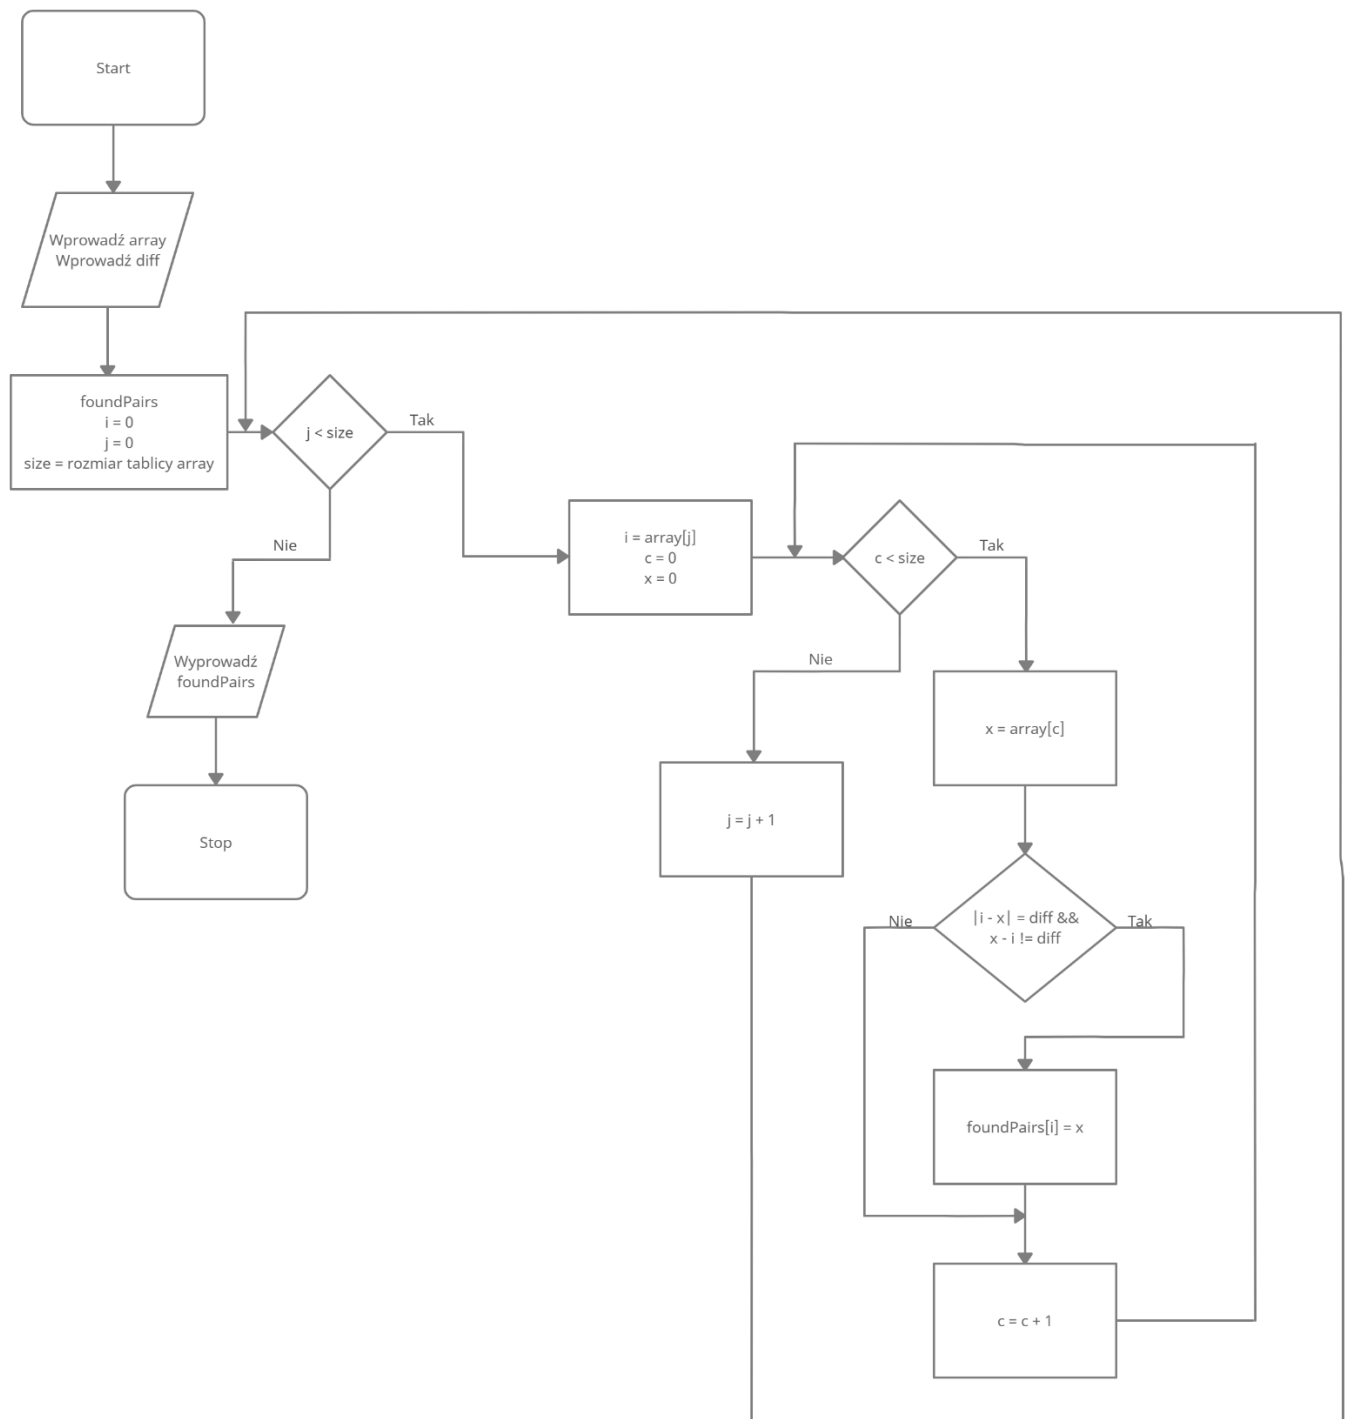 Start
Wprowadź array
Wprowadź diff
foundPairs
i = 0
j = 0
size = rozmiar tablicy array
j < size
Tak
Nie
Wyprowadź
foundPairs
Stop
i = array[j]
c = 0
x = 0
c < size
Tak
Nie
j = j + 1
x = array[c]
|i - x| = diff &&
x - i != diff
Nie
Tak
foundPairs[i] = x
c = c + 1